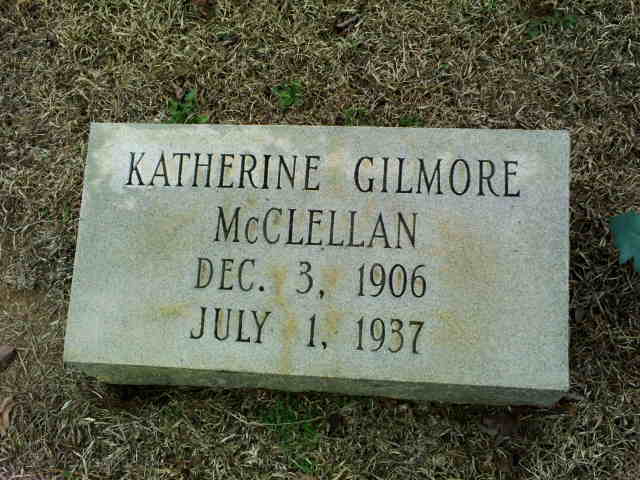 KATHERINE GILMORE
McCLELLAN
DEC. 3, 1906
JULY 1, 1937